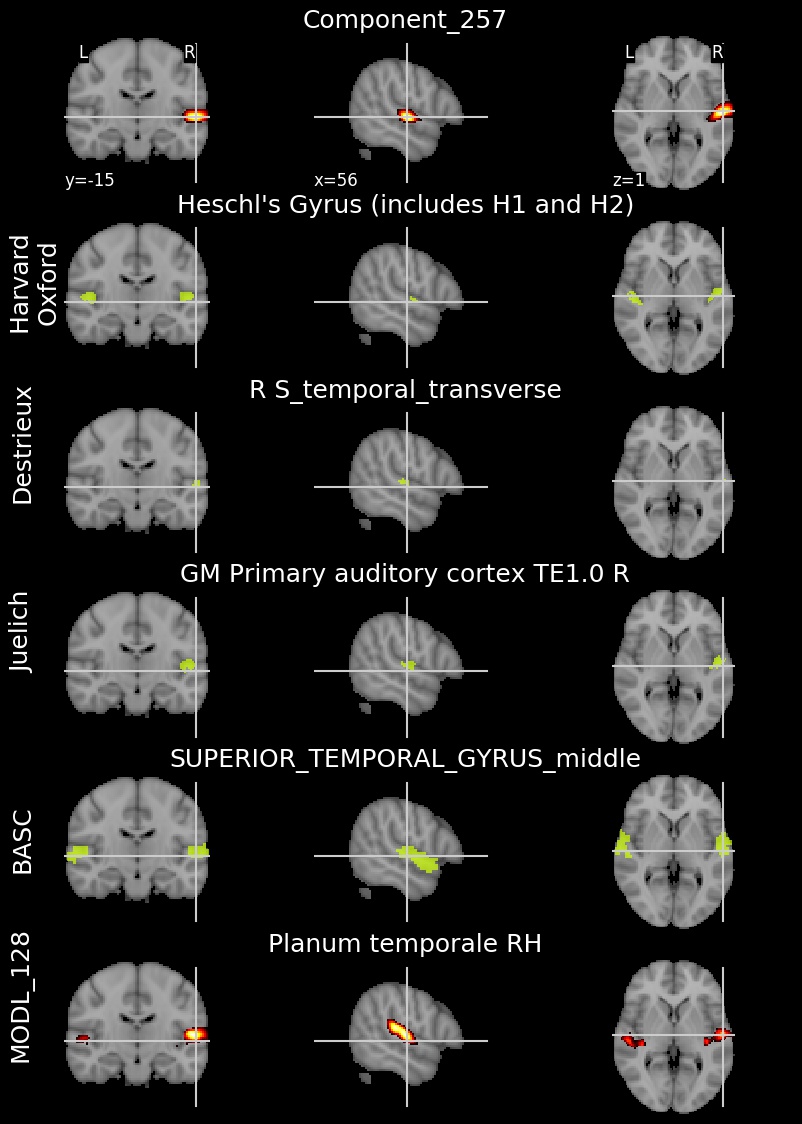 Component_257
L R L R
y=-15 x=56 z=1
Heschl's Gyrus (includes H1 and H2)
Harvard
Oxford
R S_temporal_transverse
Destrieux
GM Primary auditory cortex TE1.0 R
Juelich
SUPERIOR_TEMPORAL_GYRUS_middle
BASC
Planum temporale RH
MODL_128